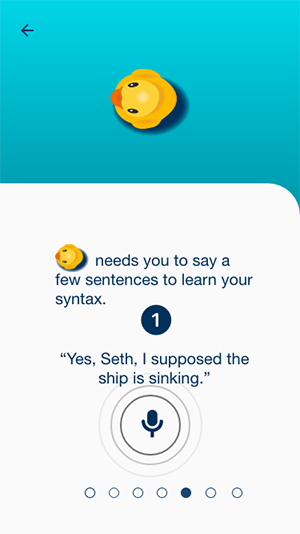 needs you to say a
few sentences to learn your
syntax.
1
“Yes, Seth, I supposed the
ship is sinking.”